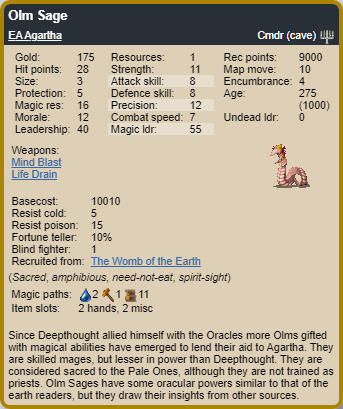 Olm Sage
EA Agartha Cmdr (cave)
Gold: 175 Resources: 1 Rec points: 9000
Hit points: 28 Strength: 11 Map move: 10
Size: 3 Attack skill: 8 Encumbrance: 4
Protection: 5 Defence skill: 8 Age: 275
Magic res: 16 Precision: 12 (1000)
Morale: 12 Combat speed: 7 Undead ldr: 0
Leadership: 40 Magic ldr: 55
Weapons:
Mind Blast
Life Drain
Basecost: 10010
Resist cold: 5
Resist poison: 15
Fortune teller: 10%
Blind fighter: 1
Recruited from: The Womb of the Earth
(Sacred, amphibious, need-not-eat, spirit-sight)
Magic paths: 2 1 11
Item slots: 2 hands, 2 misc
Since Deepthought allied himself with the Oracles more Olms gifted
with magical abilities have emerged to lend their aid to Agartha. They
are skilled mages, but lesser in power than Deepthought. They are
considered sacred to the Pale Ones, although they are not trained as
priests. Olm Sages have some oracular powers similar to that of the
earth readers, but they draw their insights from other sources.